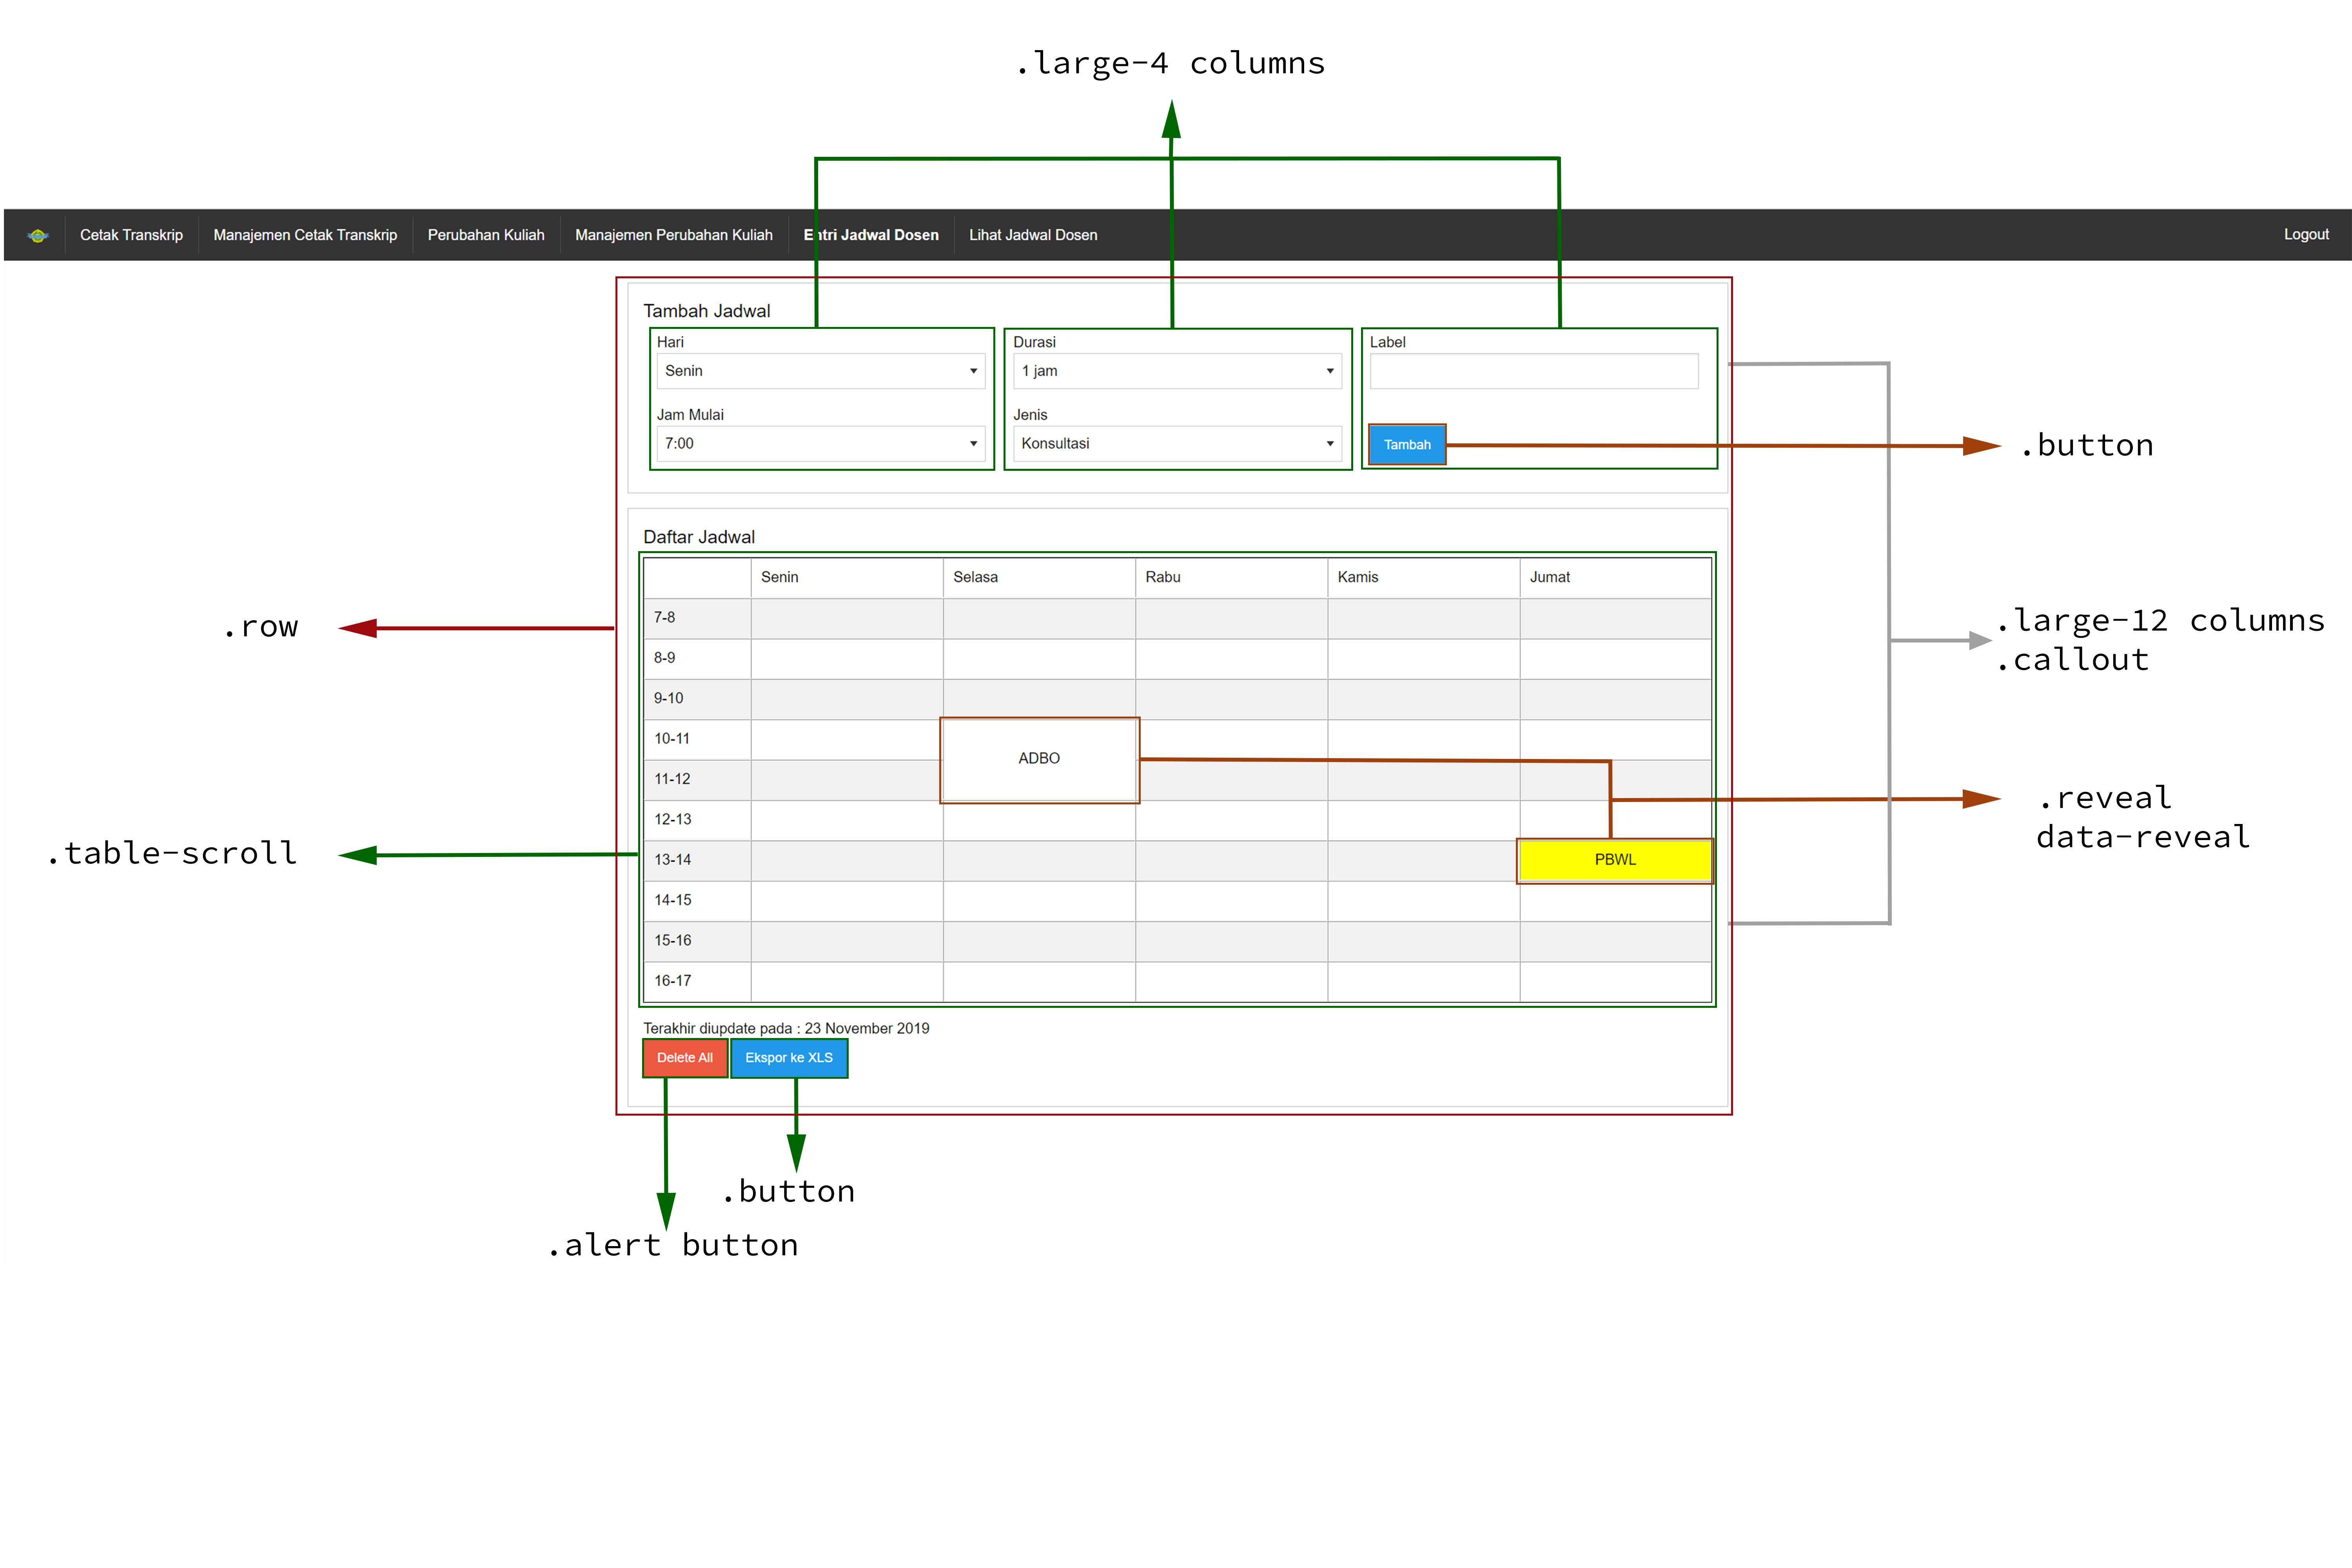 .large-4 columns
Cetak Transkrip Manajemen Cetak Transkrip Perubahan Kuliah Manajemen Perubahan Kuliah Entri Jadwal Dosen Lihat Jadwal Dosen Logout
Tambah Jadwal
Hari Durasi Label
Senin 1 jam
Jam Mulai Jenis
7:00 Konsultasi Tambah
.button
Daftar Jadwal
Senin Selasa Rabu Kamis Jumat
7-8
8-9
9-10
10-11
11-12
12-13
13-14
14-15
15-16
16-17
ADBO
PBWL
.row
.large-12 columns
.callout
.reveal
data-reveal
.table-scroll
Terakhir diupdate pada : 23 November 2019
Delete All Ekspor ke XLS
.button
.alert button